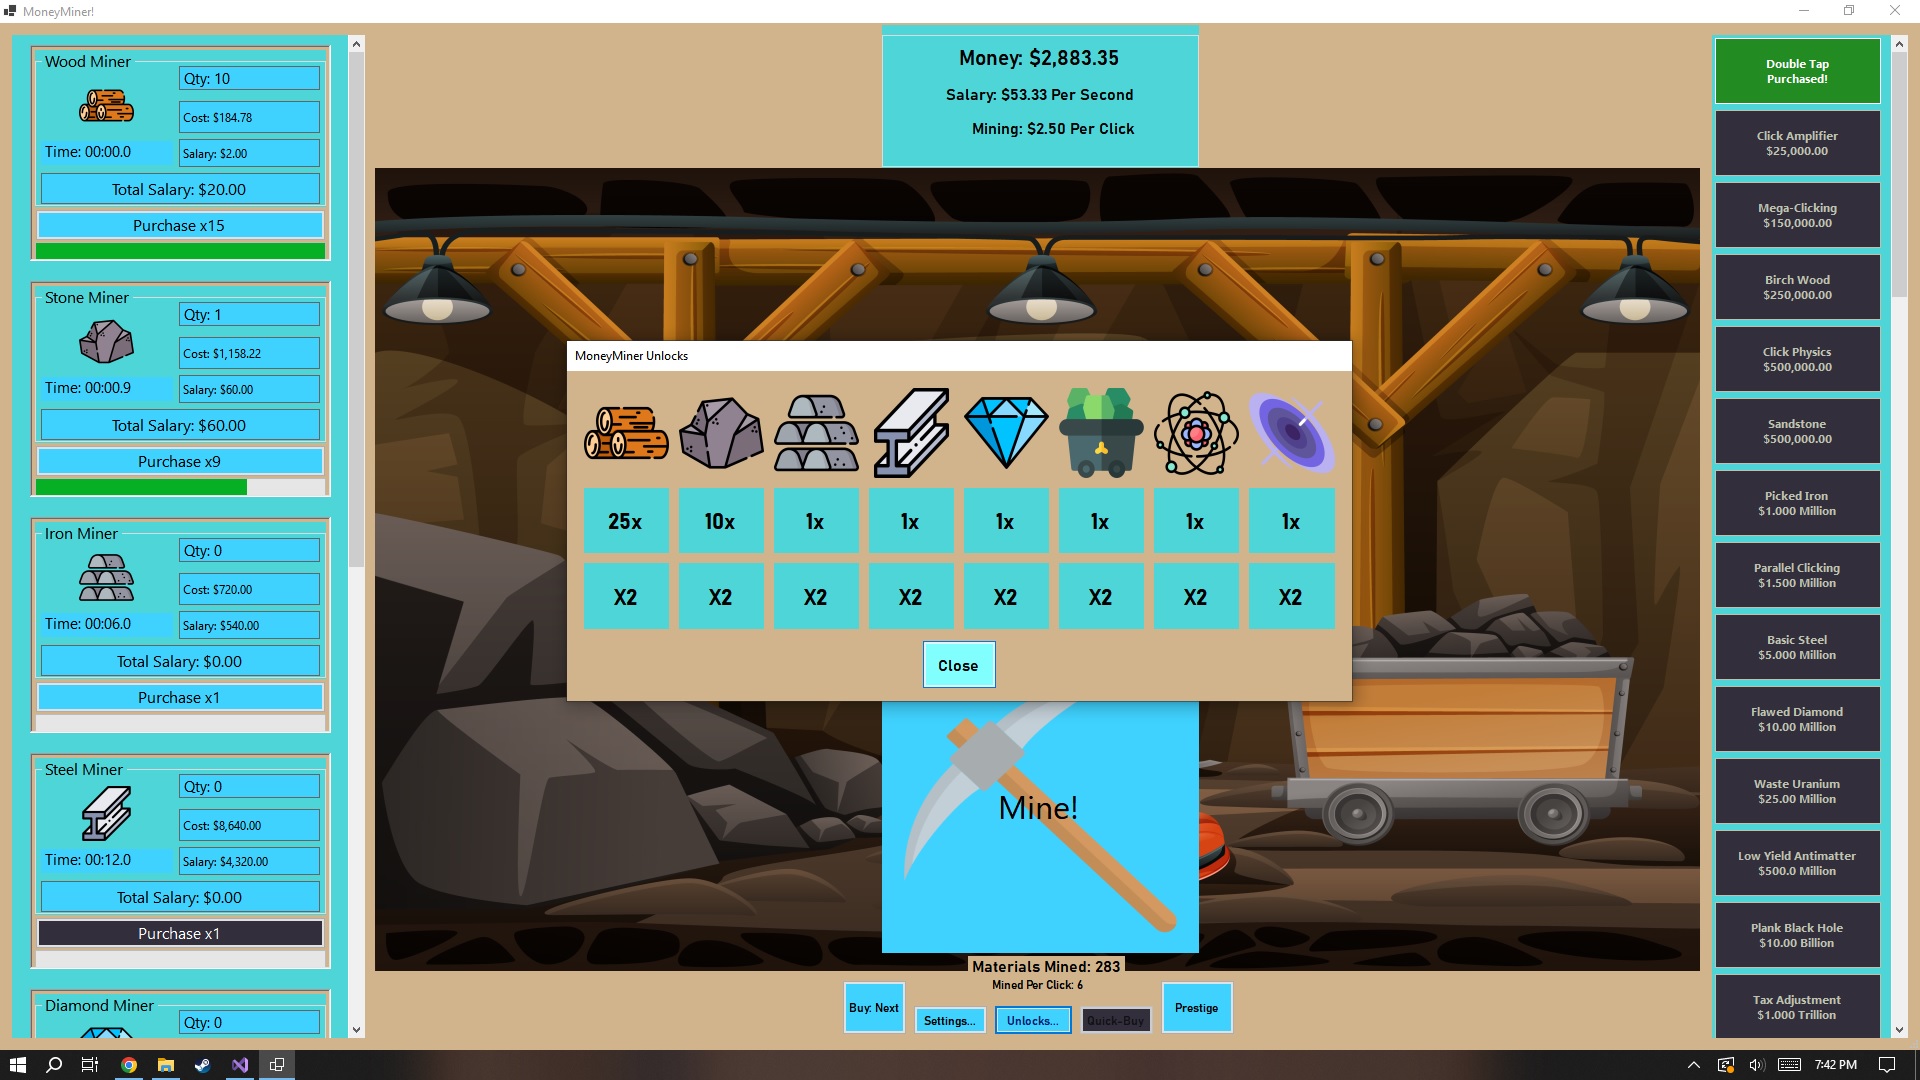 MoneyMiner!
Wood Miner
Qty: 10
Cost: $184.78
Time: 00:00.0
Salary: $2.00
Total Salary: $20.00
Purchase x15
Stone Miner
Qty: 1
Cost: $1,158.22
Time: 00:00.9
Salary: $60.00
Total Salary: $60.00
Purchase x9
Iron Miner
Qty: 0
Cost: $720.00
Time: 00:06.0
Salary: $540.00
Total Salary: $0.00
Purchase x1
Steel Miner
Qty: 0
Cost: $8,640.00
Time: 00:12.0
Salary: $4,320.00
Total Salary: $0.00
Purchase x1
Diamond Miner
Qty: 0
Money: $2,883.35
Salary: $53.33 Per Second
Mining: $2.50 Per Click
MoneyMiner Unlocks
25x 10x 1x 1x 1x 1x 1x 1x
X2 X2 X2 X2 X2 X2 X2 X2
Close
Mine!
Materials Mined: 283
Mined Per Click: 6
Buy: Next
Settings...
Unlocks...
Quick-Buy
Prestige
Double Tap
Purchased!
Click Amplifier
$25,000.00
Mega-Clicking
$150,000.00
Birch Wood
$250,000.00
Click Physics
$500,000.00
Sandstone
$500,000.00
Picked Iron
$1.000 Million
Parallel Clicking
$1.500 Million
Basic Steel
$5.000 Million
Flawed Diamond
$10.00 Million
Waste Uranium
$25.00 Million
Low Yield Antimatter
$500.0 Million
Plank Black Hole
$10.00 Billion
Tax Adjustment
$1.000 Trillion
7:42 PM